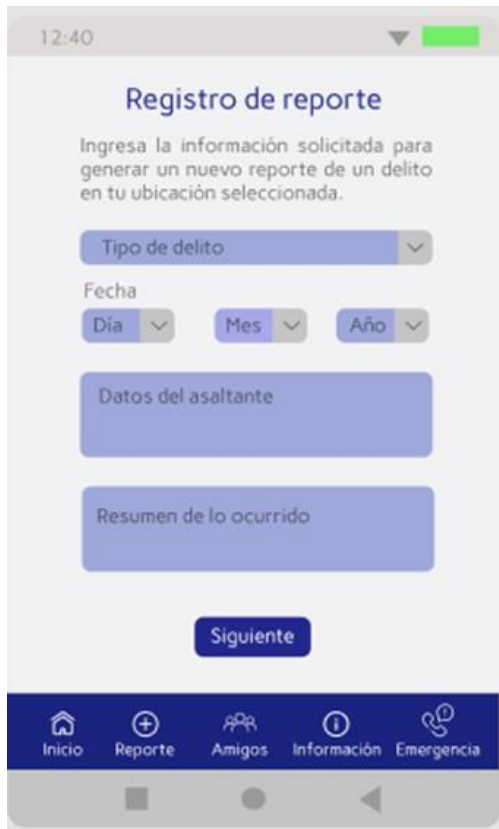 12:40
Registro de reporte
Ingresa la información solicitada para
generar un nuevo reporte de un delito
en tu ubicación seleccionada.
Tipo de delito
Fecha
Día Mes Año
Datos del asaltante
Resumen de lo ocurrido
Siguiente
Inicio Reporte Amigos Información Emergencia